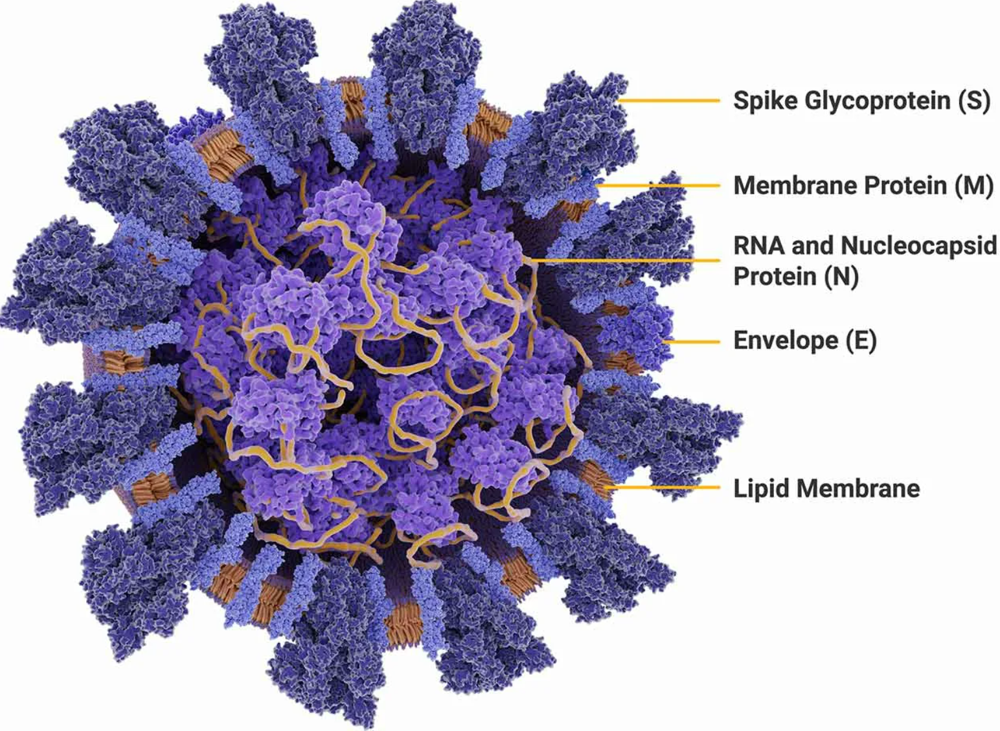 Spike Glycoprotein (S)
Membrane Protein (M)
RNA and Nucleocapsid
Protein (N)
Envelope (E)
Lipid Membrane